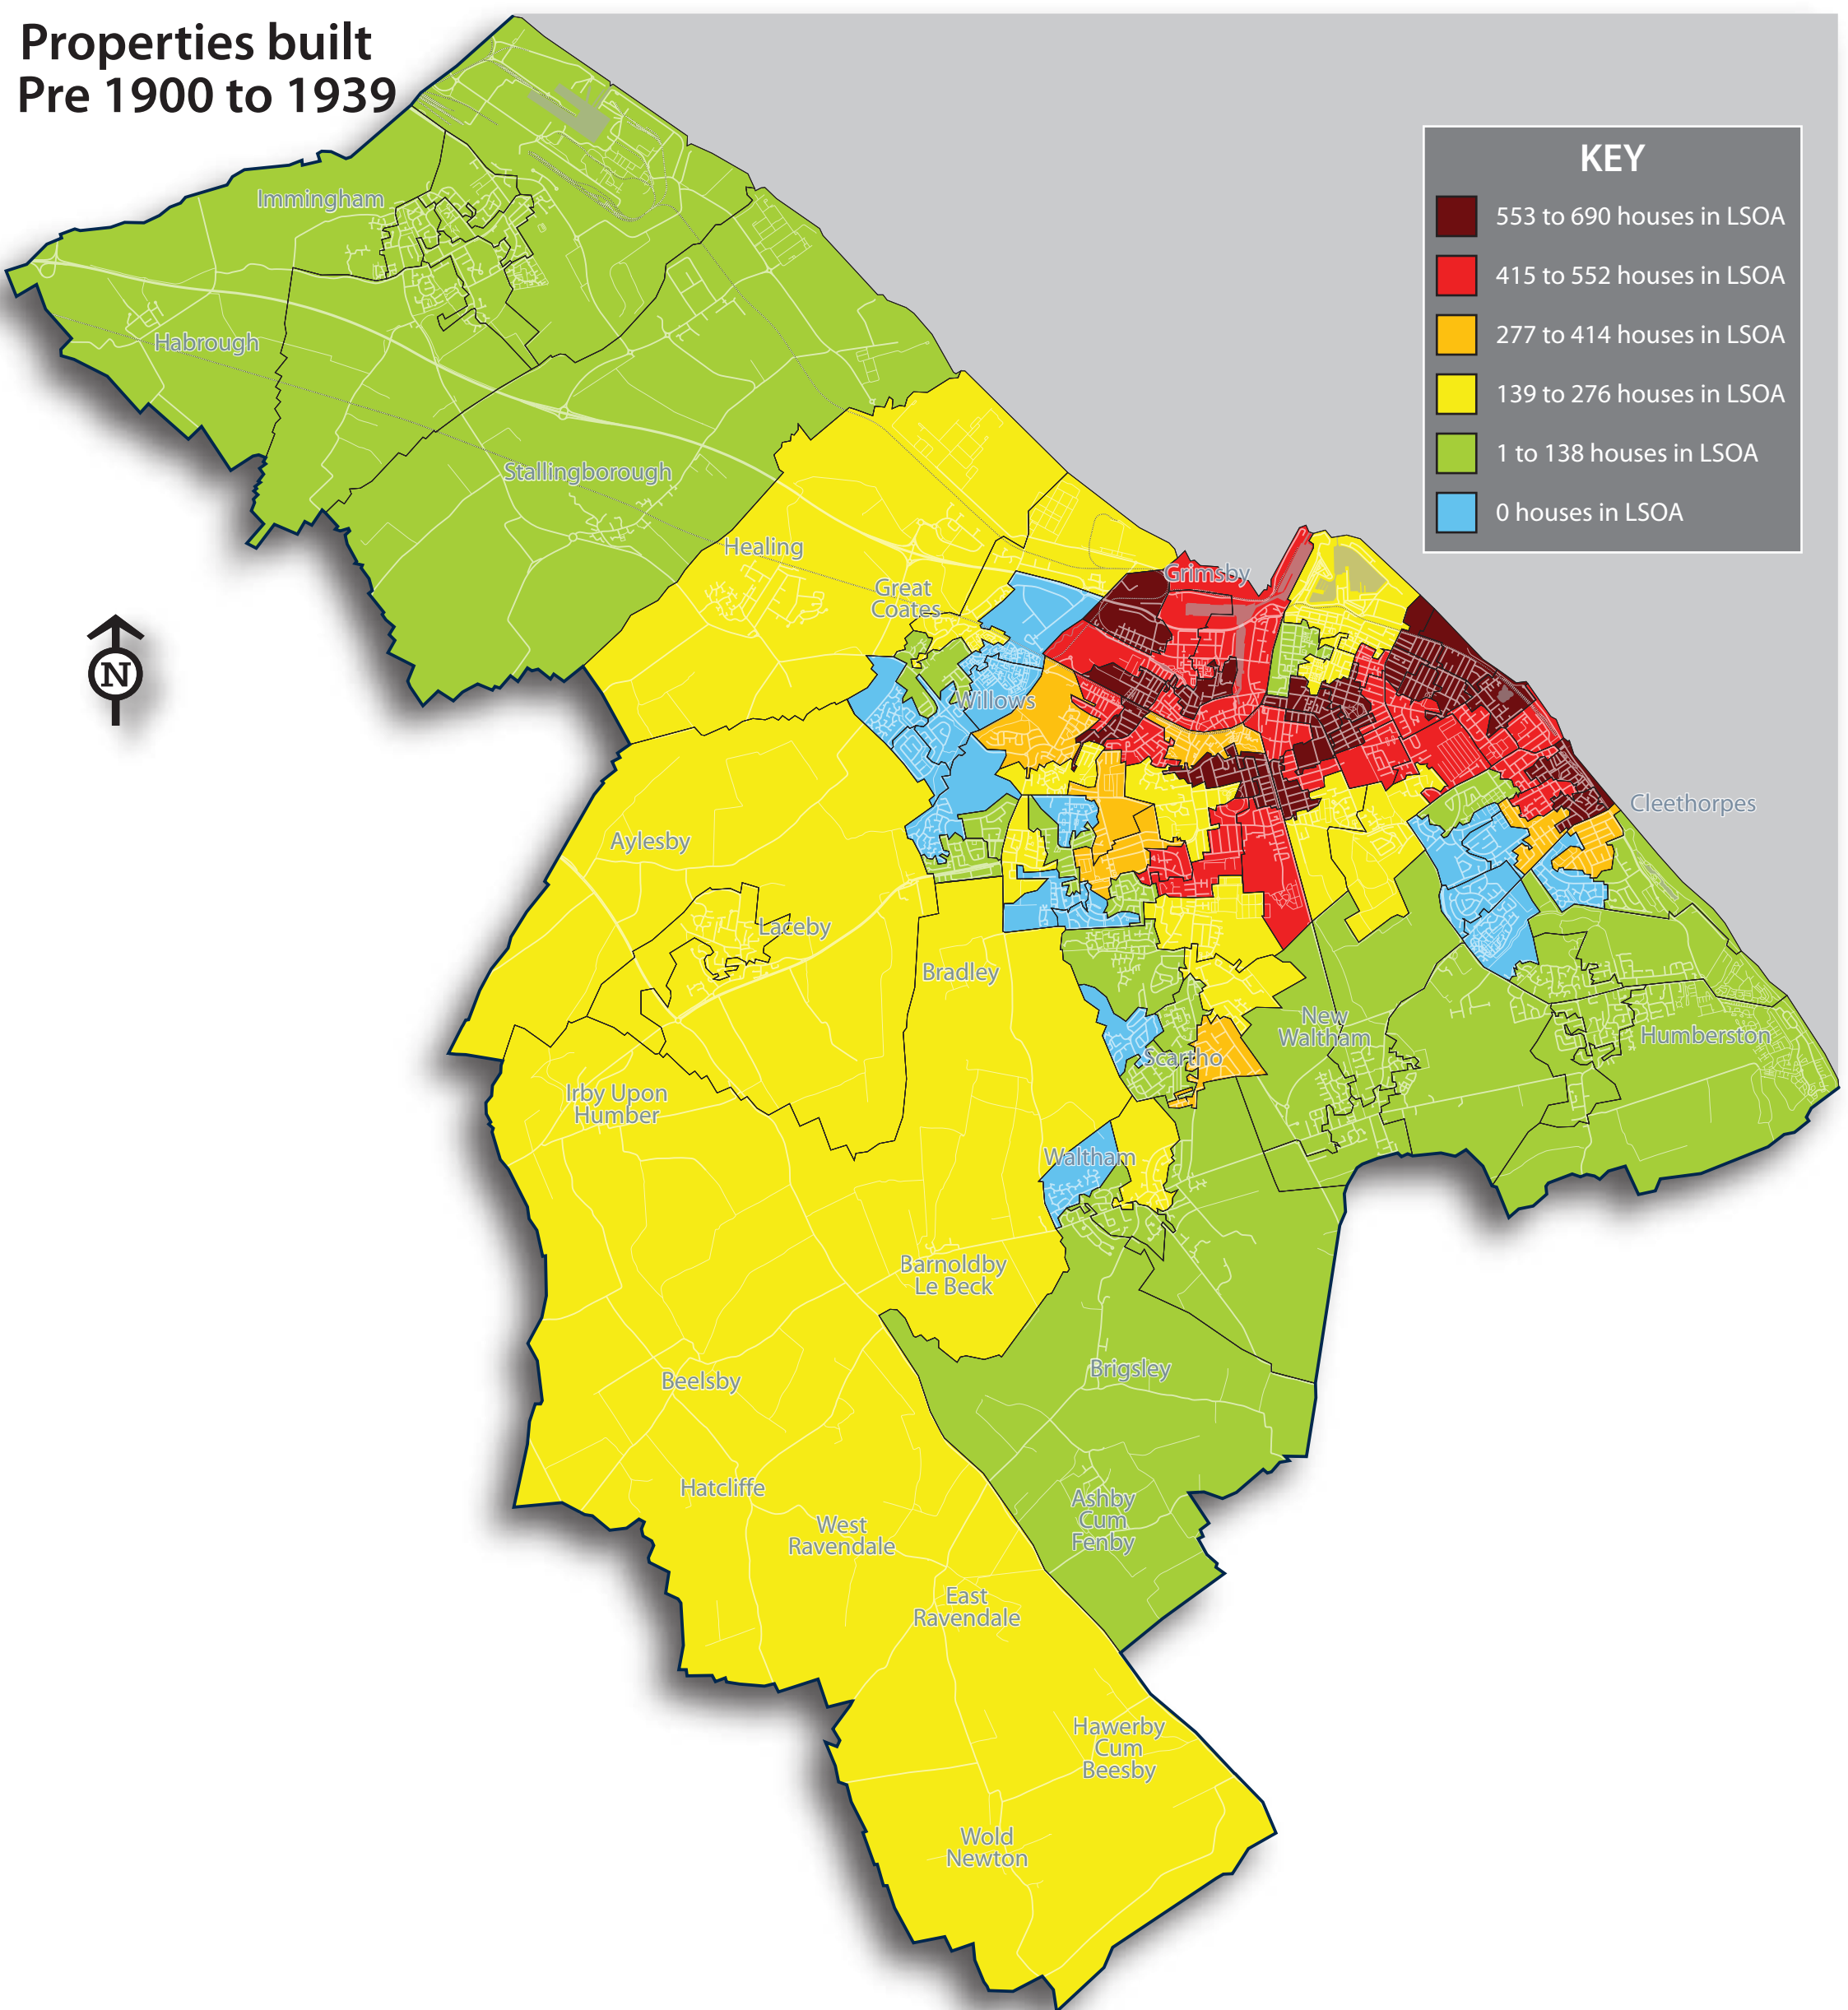 Properties built
Pre 1900 to 1939
KEY
553 to 690 houses in LSOA
415 to 552 houses in LSOA
277 to 414 houses in LSOA
139 to 276 houses in LSOA
1 to 138 houses in LSOA
0 houses in LSOA
Immingham
Habrough
Stallingborough
Healing
Great
Coates
Grimsby
N
Willows
Cleethorpes
Aylesby
Laceby
Bradley
New
Waltham
Humberston
Scartho
Irby Upon
Humber
Waltham
Barnoldby
Le Beck
Brigsley
Beelsby
Hatcliffe
Ashby
Cum
Fenby
West
Ravendale
East
Ravendale
Hawerby
Cum
Beesby
Wold
Newton